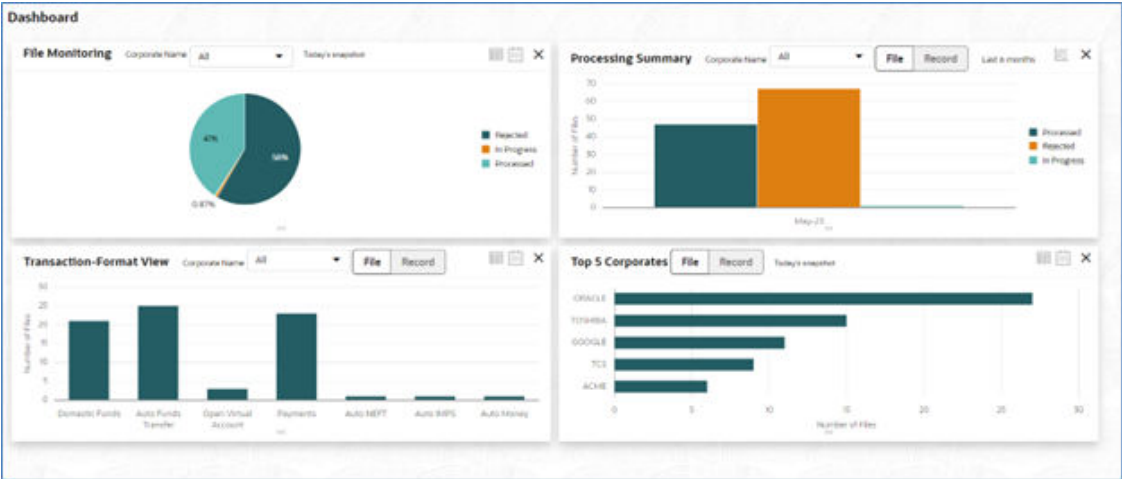 Dashboard
File Monitoring Corporate Name All Today's snapshot
41%
58%
0.87%
Rejected
In Progress
Processed
Processing Summary Corporate Name All File Record Last 6 months
Number of Files
70
60
50
40
30
20
10
0
May-23
Processed
Rejected
In Progress
Transaction-Format View Corporate Name All File Record
Number of Files
30
25
20
15
10
5
0
Domestic Funds
Auto Funds Transfer
Open Virtual Account
Payments
Auto NEFT
Auto IMPS
Auto Money
Top 5 Corporates File Record Today's snapshot
ORACLE
TOSHIBA
GOOGLE
TCS
ACME
0 5 10 15 20 25 30
Number of Files